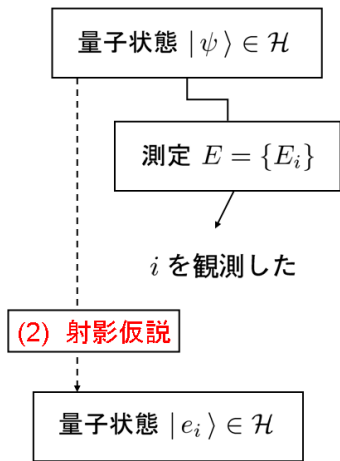 量子状態 | ψ ⟩ ∈ ℋ
測定 E = {E_i}
i を観測した
(2) 射影仮説
量子状態 | e_i ⟩ ∈ ℋ